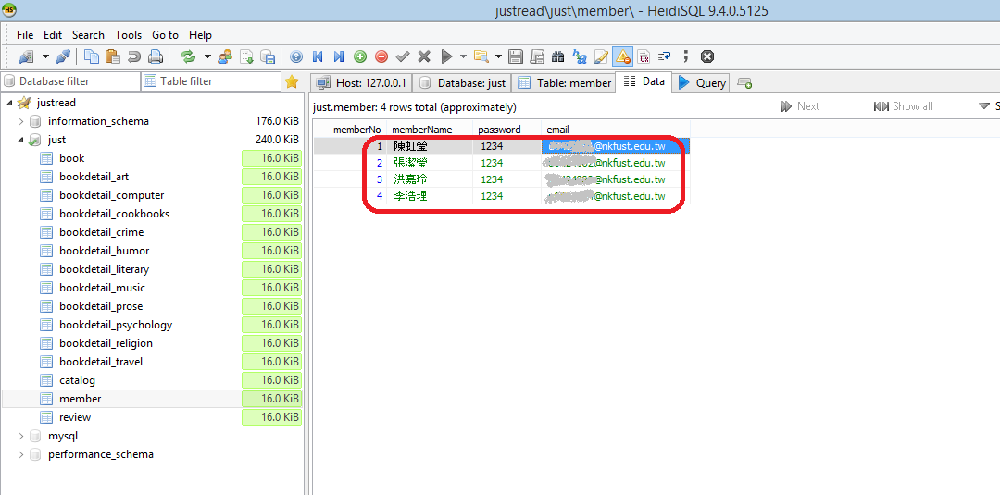 justread\just\member\ - HeidiSQL 9.4.0.5125
File Edit Search Tools Go to Help
Database filter Table filter
Host: 127.0.0.1 Database: just Table: member Data Query
just.member: 4 rows total (approximately) Next Show all
justread
information_schema 176.0 KiB
just 240.0 KiB
book 16.0 KiB
bookdetail_art 16.0 KiB
bookdetail_computer 16.0 KiB
bookdetail_cookbooks 16.0 KiB
bookdetail_crime 16.0 KiB
bookdetail_humor 16.0 KiB
bookdetail_literary 16.0 KiB
bookdetail_music 16.0 KiB
bookdetail_prose 16.0 KiB
bookdetail_psychology 16.0 KiB
bookdetail_religion 16.0 KiB
bookdetail_travel 16.0 KiB
catalog 16.0 KiB
member 16.0 KiB
review 16.0 KiB
mysql
performance_schema
memberNo memberName password email
1 陳虹瑩 1234 @nkfust.edu.tw
2 張潔瑩 1234 @nkfust.edu.tw
3 洪嘉玲 1234 @nkfust.edu.tw
4 李浩理 1234 @nkfust.edu.tw